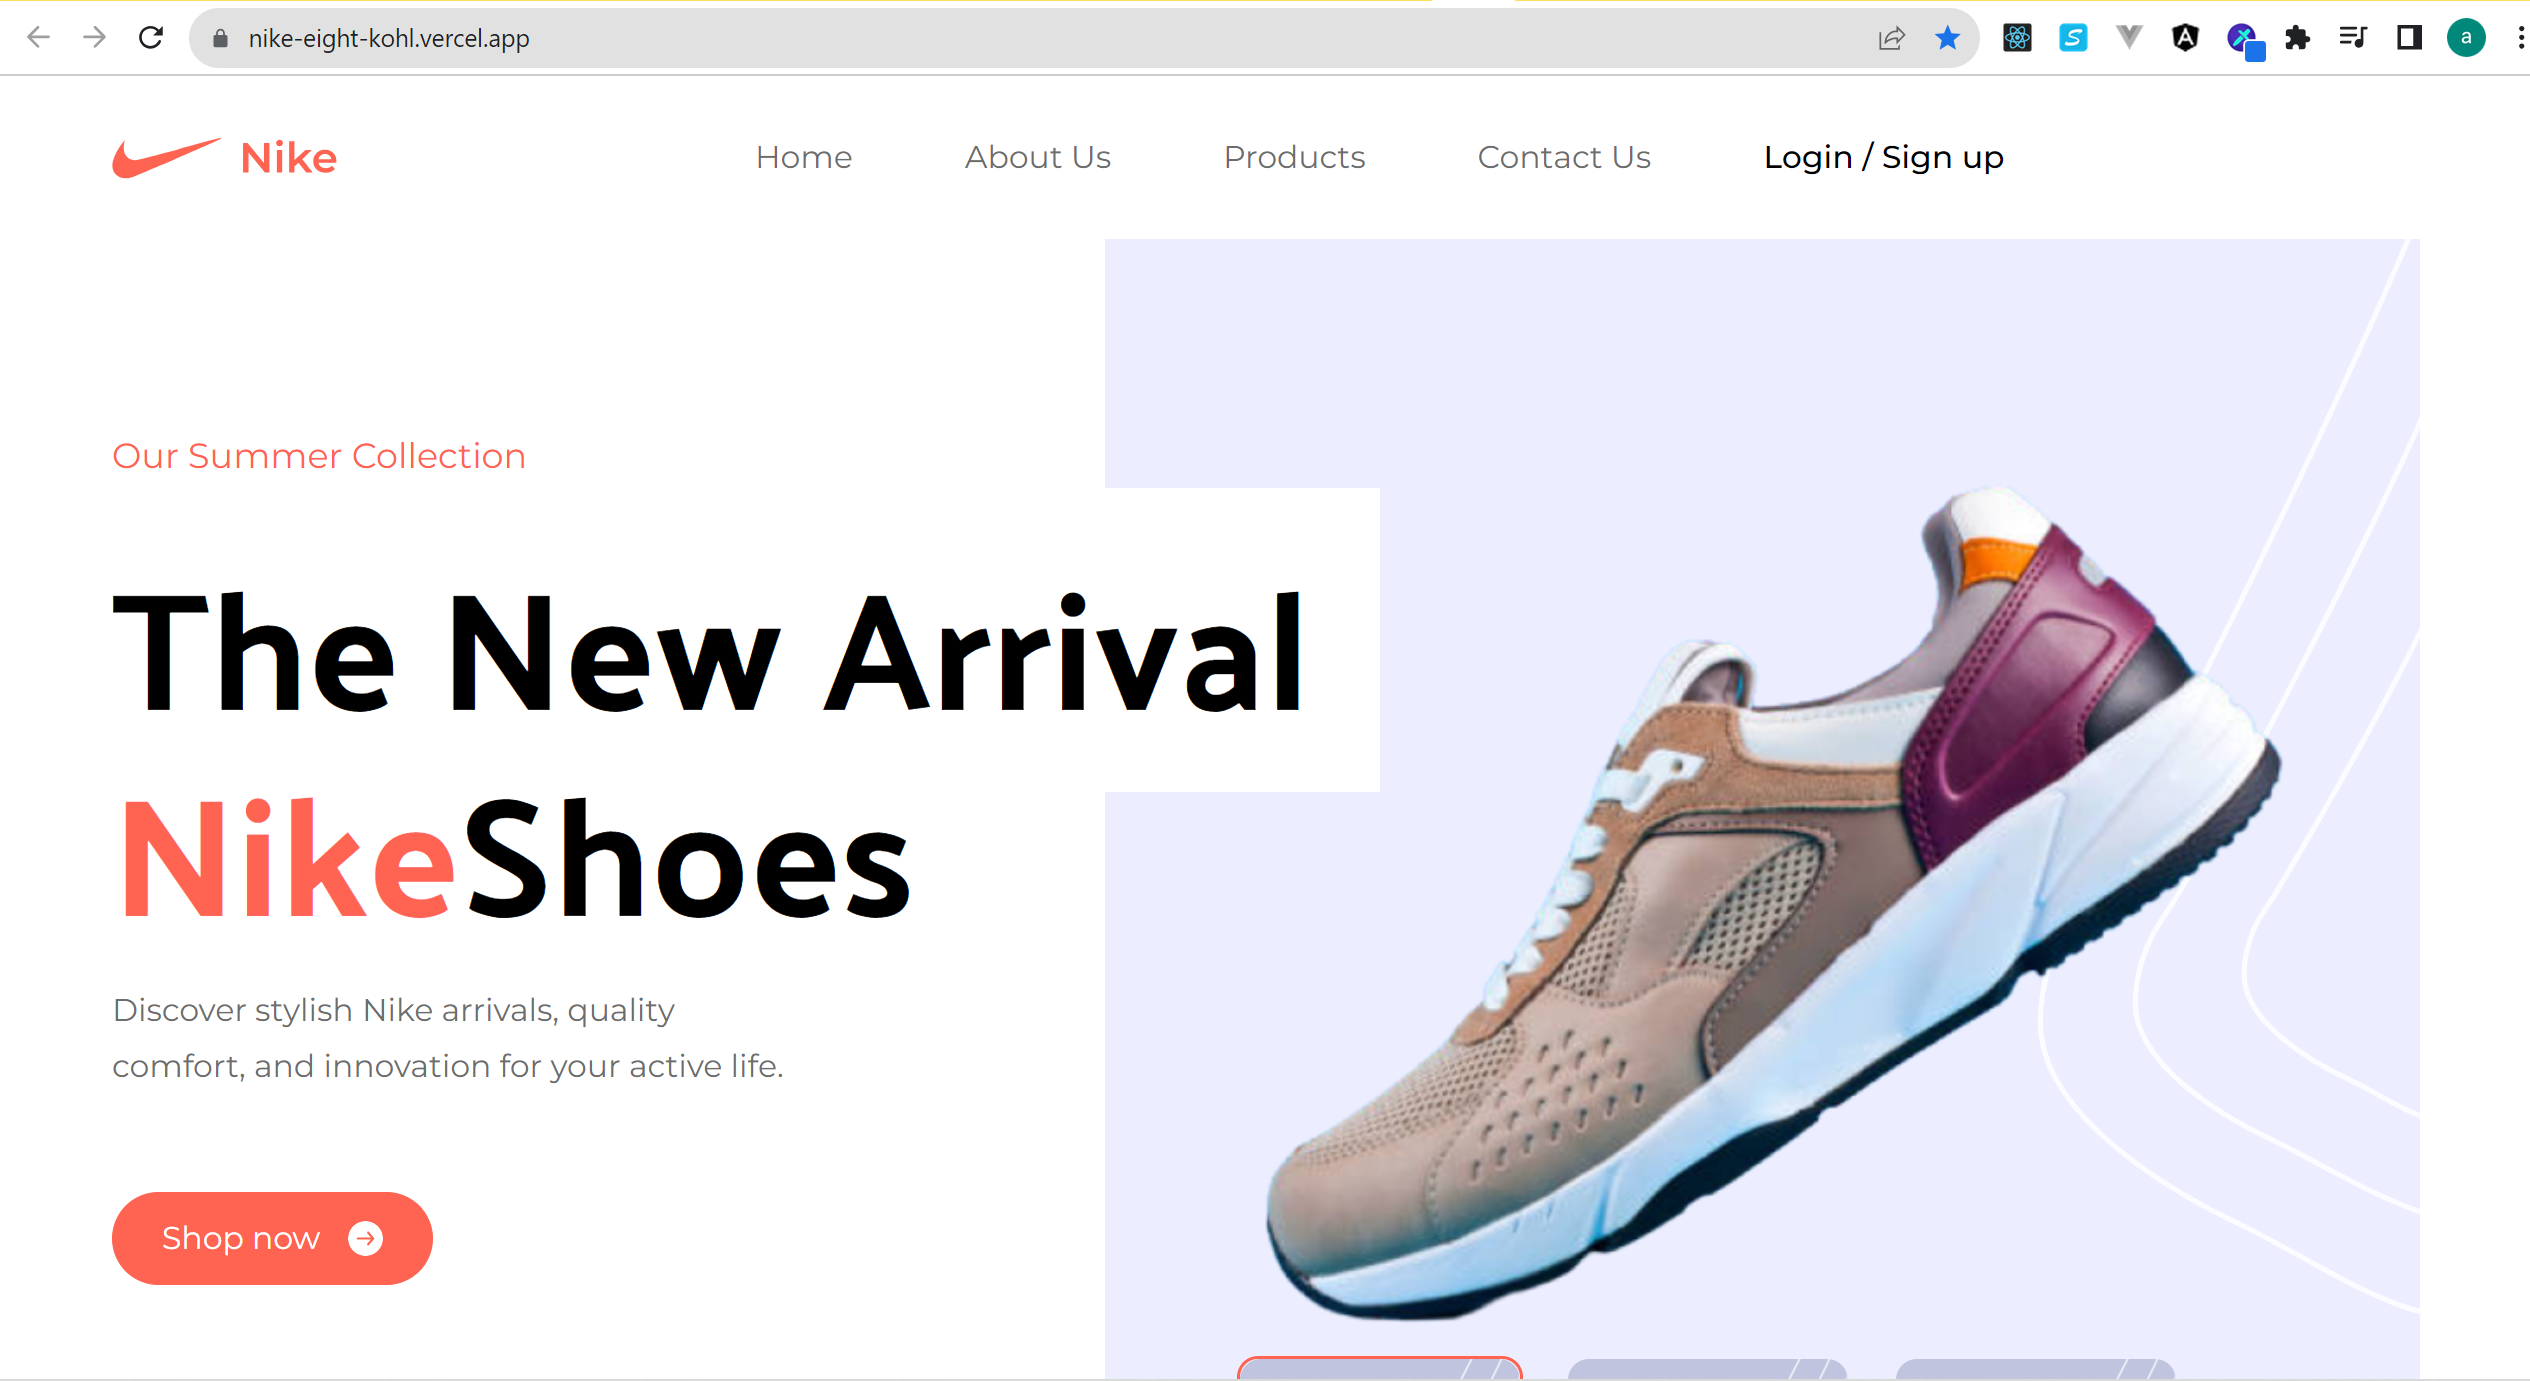 nike-eight-kohl.vercel.app
a
Nike
Home About Us Products Contact Us Login / Sign up
Our Summer Collection
The New Arrival
NikeShoes
Discover stylish Nike arrivals, quality
comfort, and innovation for your active life.
Shop now